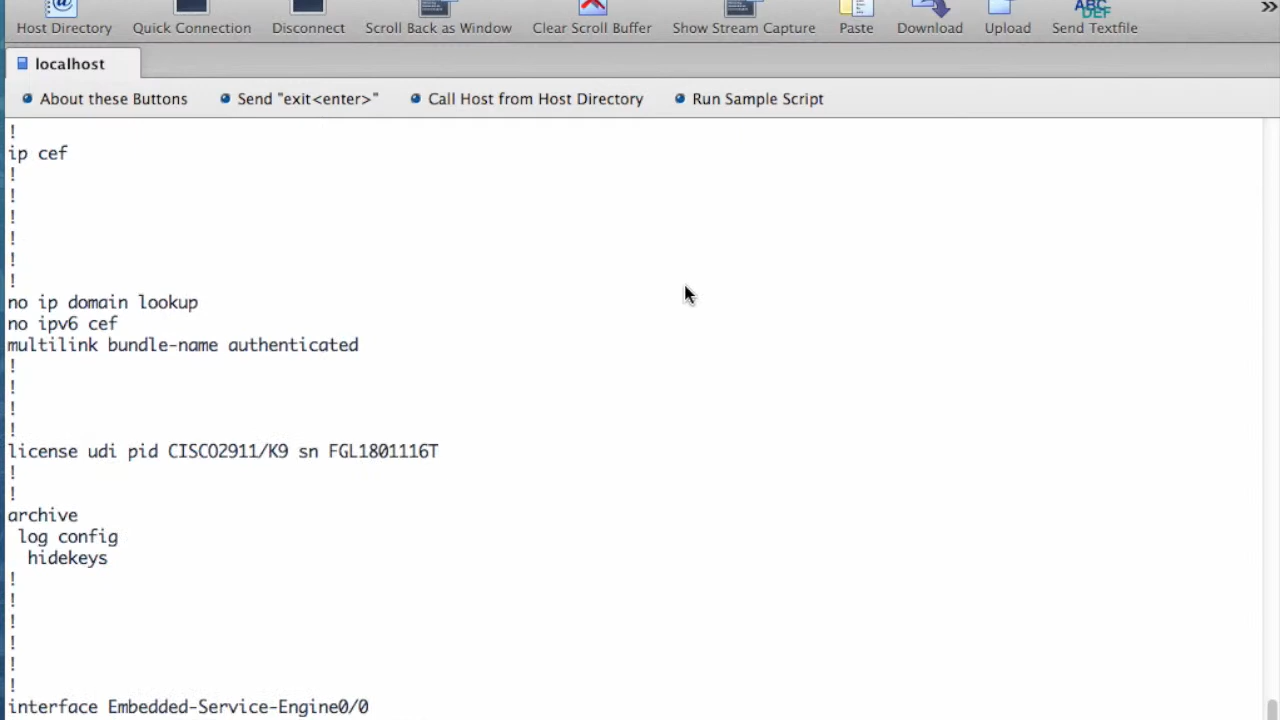 Host Directory Quick Connection Disconnect Scroll Back as Window Clear Scroll Buffer Show Stream Capture Paste Download Upload Send Textfile
localhost
About these Buttons Send "exit<enter>" Call Host from Host Directory Run Sample Script
!
ip cef
!
!
!
!
!
!
no ip domain lookup
no ipv6 cef
multilink bundle-name authenticated
!
!
!
!
license udi pid CISCO2911/K9 sn FGL1801116T
!
!
archive
 log config
  hidekeys
!
!
!
!
!
!
interface Embedded-Service-Engine0/0